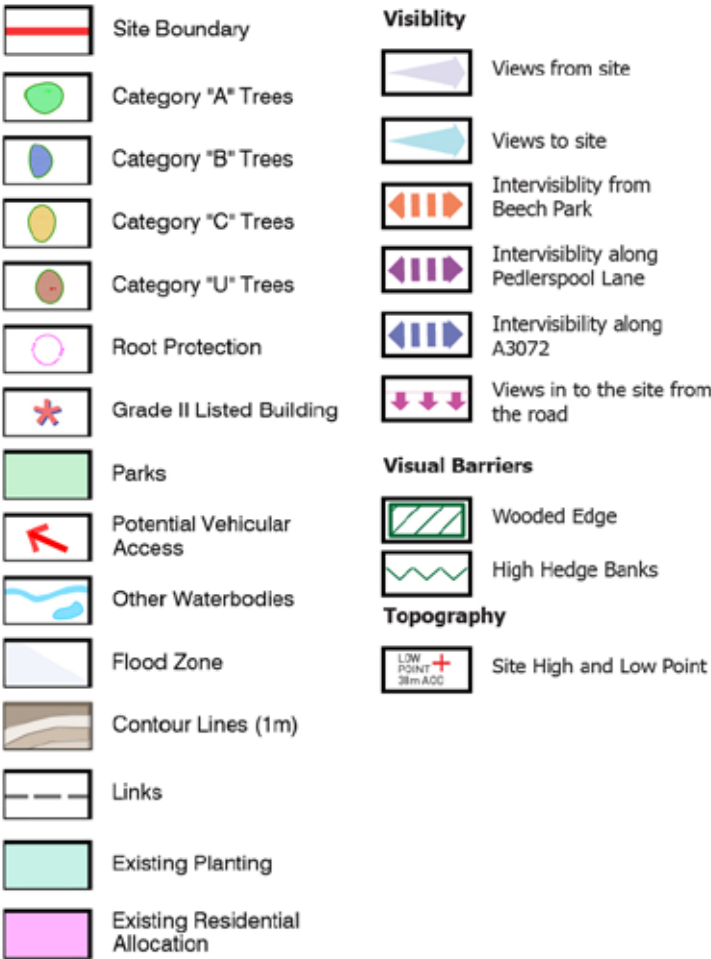 Site Boundary
Category "A" Trees
Category "B" Trees
Category "C" Trees
Category "U" Trees
Root Protection
Grade II Listed Building
Parks
Potential Vehicular
Access
Other Waterbodies
Flood Zone
Contour Lines (1m)
Links
Existing Planting
Existing Residential
Allocation
Visiblity
Views from site
Views to site
Intervisiblity from
Beech Park
Intervisiblity along
Pedlerspool Lane
Intervisibility along
A3072
Views in to the site from
the road
Visual Barriers
Wooded Edge
High Hedge Banks
Topography
LOW
POINT
38m AOD
Site High and Low Point